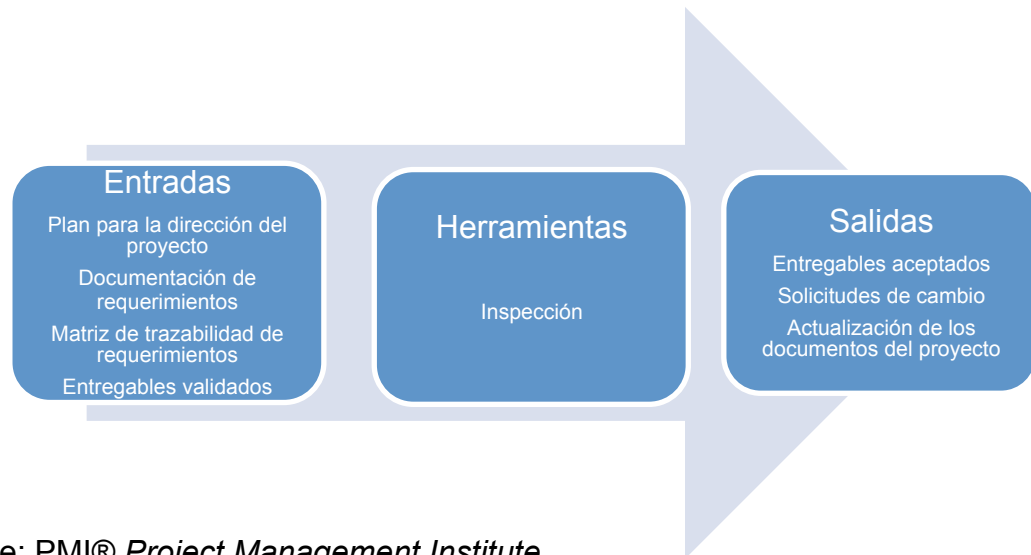 Entradas
Plan para la dirección del
proyecto
Documentación de
requerimientos
Matriz de trazabilidad de
requerimientos
Entregables validados
Herramientas
Inspección
Salidas
Entregables aceptados
Solicitudes de cambio
Actualización de los
documentos del proyecto
e: PMI® Project Management Institute